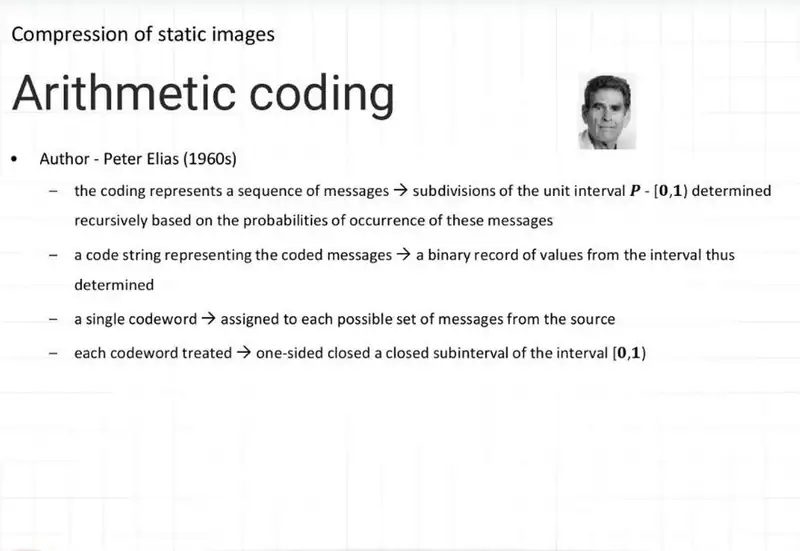 Compression of static images
Arithmetic coding
• Author - Peter Elias (1960s)
– the coding represents a sequence of messages → subdivisions of the unit interval P - [0,1) determined
recursively based on the probabilities of occurrence of these messages
– a code string representing the coded messages → a binary record of values from the interval thus
determined
– a single codeword → assigned to each possible set of messages from the source
– each codeword treated → one-sided closed a closed subinterval of the interval [0,1)